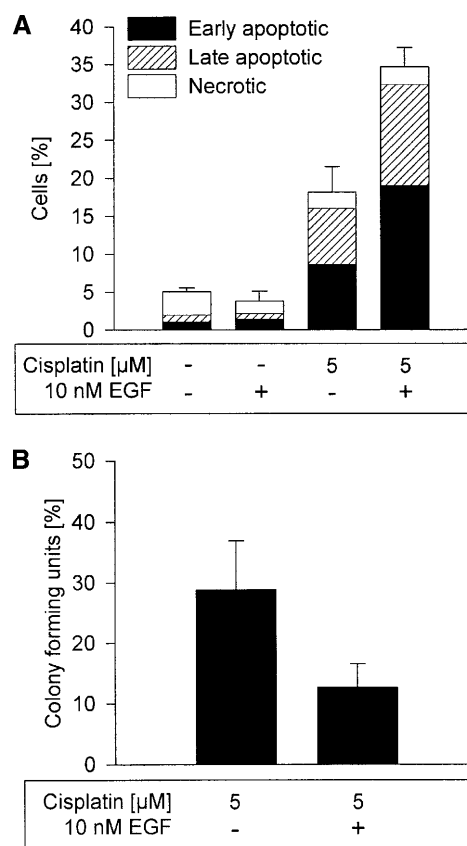 A
Early apoptotic
Late apoptotic
Necrotic
Cells [%]
40
35
30
25
20
15
10
5
0
Cisplatin [µM] - - 5 5
10 nM EGF - + - +
B
Colony forming units [%]
50
40
30
20
10
0
Cisplatin [µM] 5 5
10 nM EGF - +